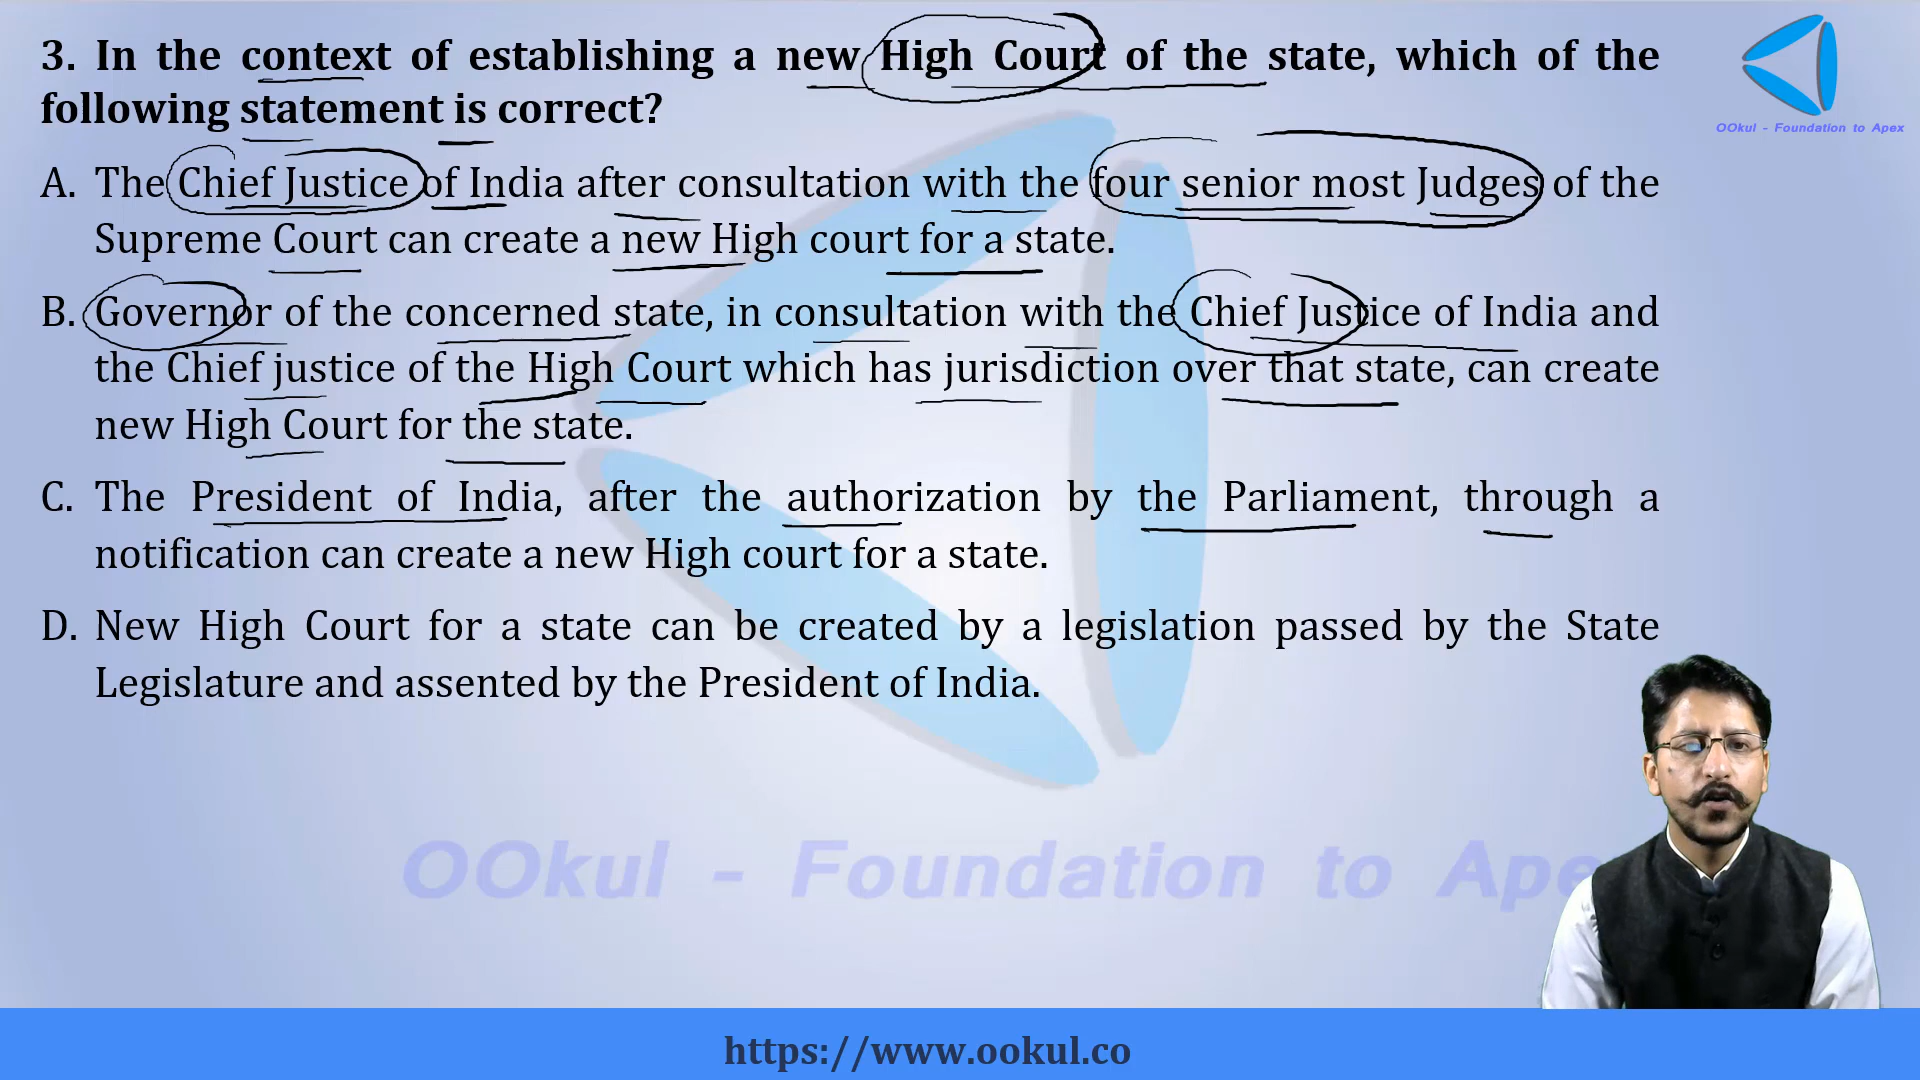 3. In the context of establishing a new High Court of the state, which of the
following statement is correct?
A. The Chief Justice of India after consultation with the four senior most Judges of the
Supreme Court can create a new High court for a state.
B. Governor of the concerned state, in consultation with the Chief Justice of India and
the Chief justice of the High Court which has jurisdiction over that state, can create
new High Court for the state.
C. The President of India, after the authorization by the Parliament, through a
notification can create a new High court for a state.
D. New High Court for a state can be created by a legislation passed by the State
Legislature and assented by the President of India.
OOkul - Foundation to Apex
OOkul - Foundation to Ape
https://www.ookul.co